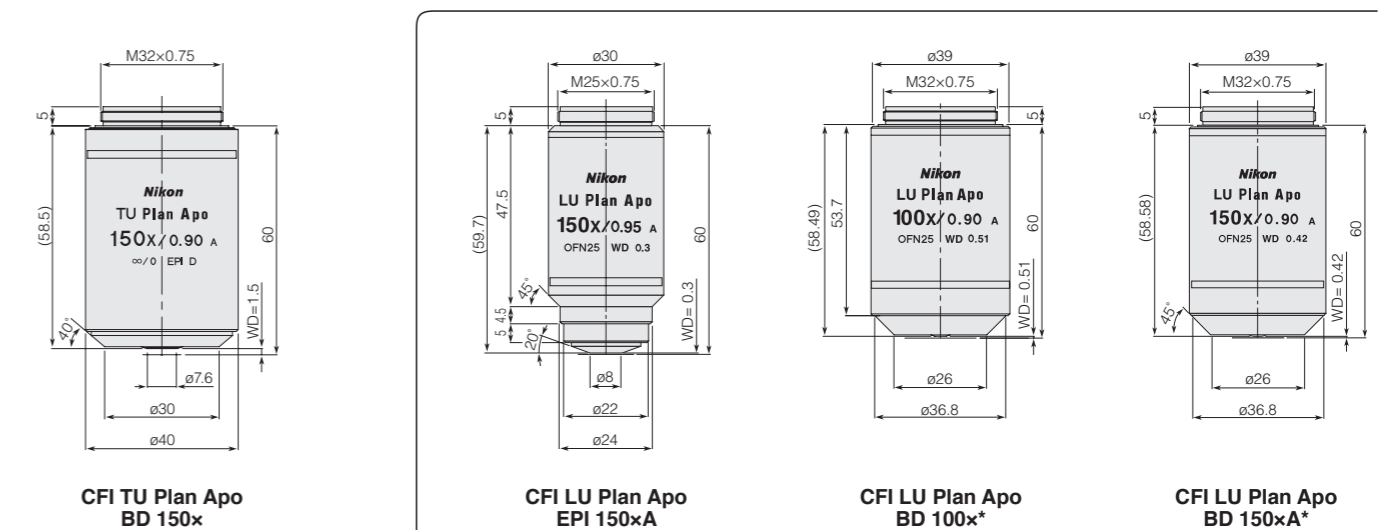 M32×0.75
5
(58.5)
Nikon
TU Plan Apo
150x/0.90 A
∞/0 EPI D
60
WD=1.5
40°
ø7.6
ø30
ø40
CFI TU Plan Apo
BD 150×
ø30
M25×0.75
5
(59.7)
47.5
Nikon
LU Plan Apo
150x/0.95 A
OFN25 WD 0.3
60
WD= 0.3
45°
4.5
5
20°
ø8
ø22
ø24
CFI LU Plan Apo
EPI 150×A
ø39
M32×0.75
5
(58.49)
53.7
Nikon
LU Plan Apo
100x/0.90 A
OFN25 WD 0.51
60
WD= 0.51
ø26
ø36.8
CFI LU Plan Apo
BD 100×*
ø39
M32×0.75
5
(58.58)
Nikon
LU Plan Apo
150x/0.90 A
OFN25 WD 0.42
60
WD= 0.42
45°
ø26
ø36.8
CFI LU Plan Apo
BD 150×A*